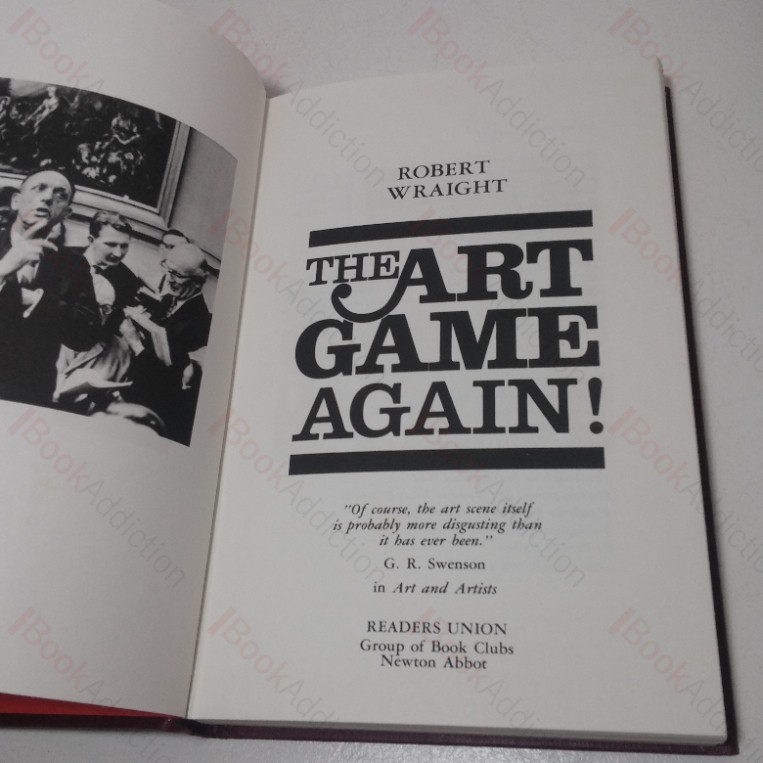 ROBERT
WRAIGHT
THE ART
GAME
AGAIN!
"Of course, the art scene itself
is probably more disgusting than
it has ever been."
G. R. Swenson
in Art and Artists
READERS UNION
Group of Book Clubs
Newton Abbot
BookAddiction